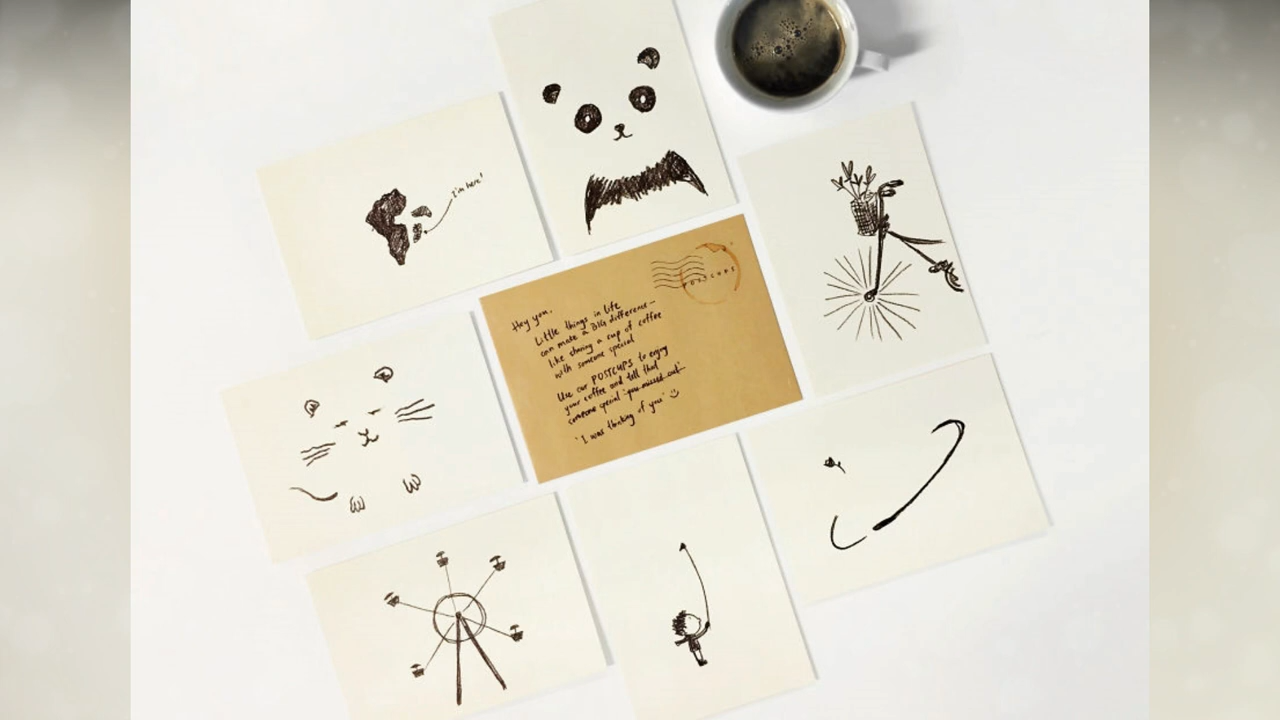 I'm here!
POSTCUPS
Hey you,
Little things in life
can make a BIG difference—
like sharing a cup of coffee
with someone special
Use our POSTCUPS to enjoy
your coffee and tell that
someone special "you missed out"
"I was thinking of you" :)